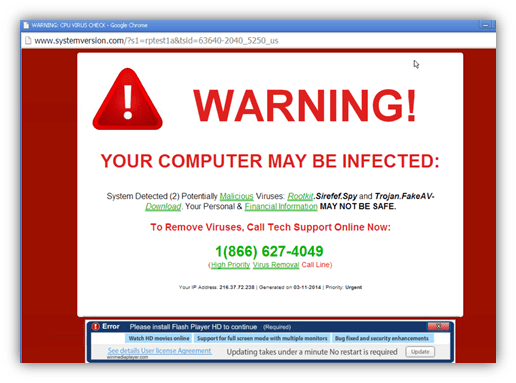 WARNING: CPU VIRUS CHECK - Google Chrome
www.systemversion.com/?s1=rptest1a&tsid=63640-2040_5250_us
WARNING!
YOUR COMPUTER MAY BE INFECTED:
System Detected (2) Potentially Malicious Viruses: Rootkit.Sirefef.Spy and Trojan.FakeAV-
Download. Your Personal & Financial Information MAY NOT BE SAFE.
To Remove Viruses, Call Tech Support Online Now:
1(866) 627-4049
(High Priority Virus Removal Call Line)
Your IP Address: 216.37.72.238 | Generated on 03-11-2014 | Priority: Urgent
Error Please install Flash Player HD to continue (Required)
Watch HD movies online Support for full screen mode with multiple monitors Bug fixed and security enhancements
See details User license Agreement Updating takes under a minute No restart is required Update
winmediaplayer.com